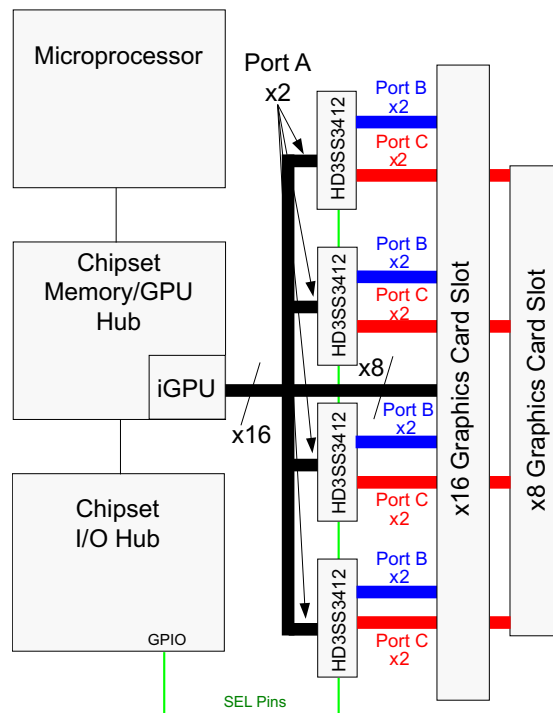 Microprocessor
Chipset
Memory/GPU
Hub
iGPU
x16
Chipset
I/O Hub
GPIO
SEL Pins
Port A
x2
x8
HD3SS3412
Port B
x2
Port C
x2
HD3SS3412
Port B
x2
Port C
x2
HD3SS3412
Port B
x2
Port C
x2
HD3SS3412
Port B
x2
Port C
x2
x16 Graphics Card Slot
x8 Graphics Card Slot